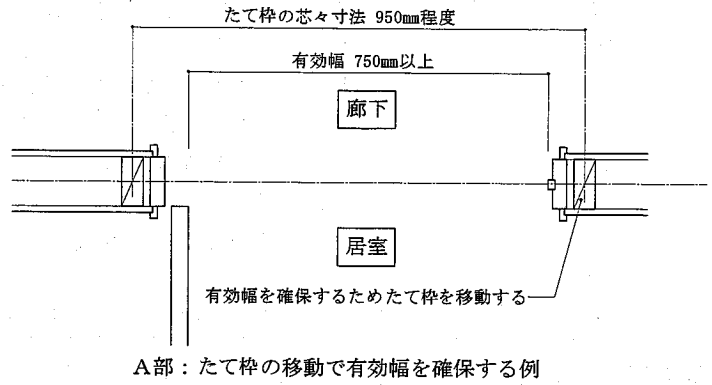 たて枠の芯々寸法 950㎜程度
有効幅 750㎜以上
廊下
居室
有効幅を確保するためたて枠を移動する
A部：たて枠の移動で有効幅を確保する例